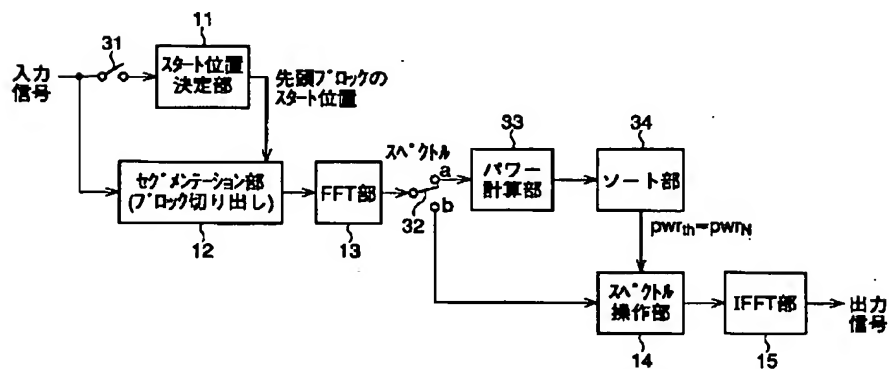 11
31
入力
信号
スタート位置
決定部
先頭ブロックの
スタート位置
33
34
スペクトル
a
パワー
計算部
ソート部
セグメンテーション部
(ブロック切り出し)
FFT部
b
32
12
13
pwrth=pwrN
スペクトル
操作部
IFFT部
出力
信号
14
15